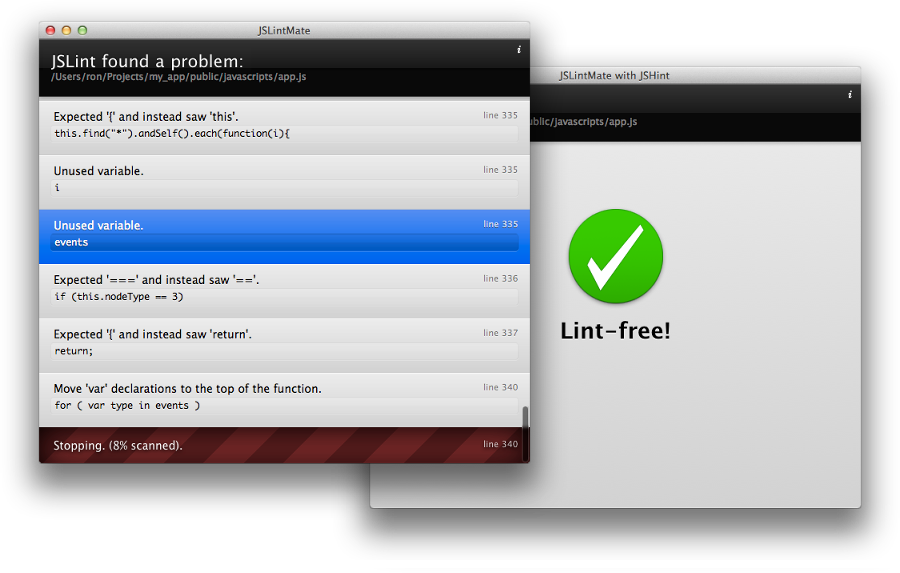 JSLintMate
JSLint found a problem:
i
/Users/ron/Projects/my_app/public/javascripts/app.js
Expected '{' and instead saw 'this'.
line 335
this.find("*").andSelf().each(function(i){
Unused variable.
line 335
i
Unused variable.
line 335
events
Expected '===' and instead saw '=='.
line 336
if (this.nodeType == 3)
Expected '{' and instead saw 'return'.
line 337
return;
Move 'var' declarations to the top of the function.
line 340
for ( var type in events )
Stopping. (8% scanned).
line 340
JSLintMate with JSHint
i
/javascripts/app.js
Lint-free!